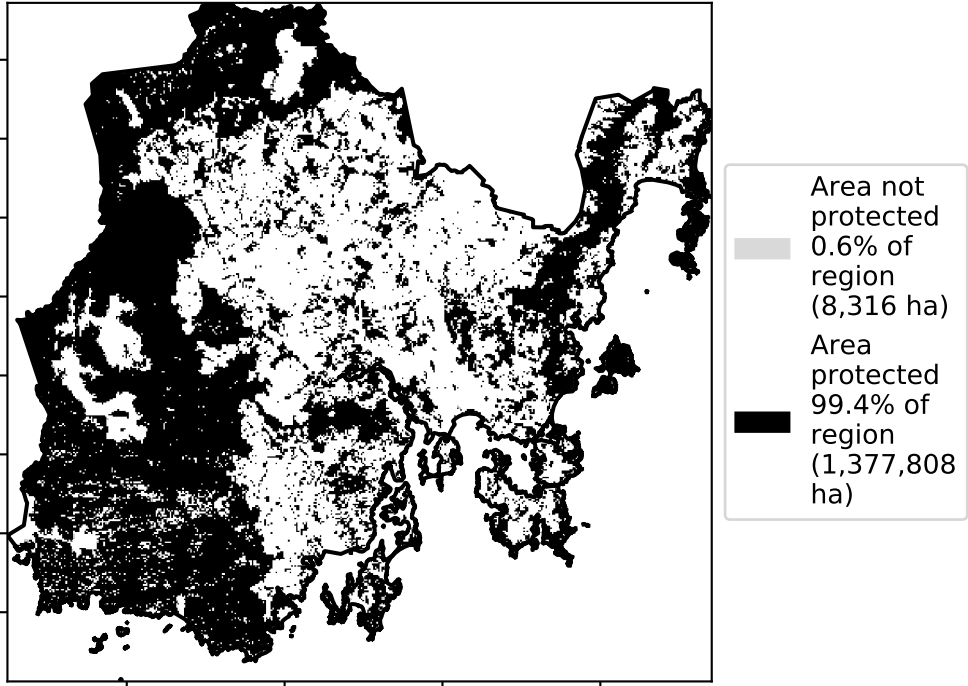 Area not
protected
0.6% of
region
(8,316 ha)
Area
protected
99.4% of
region
(1,377,808
ha)